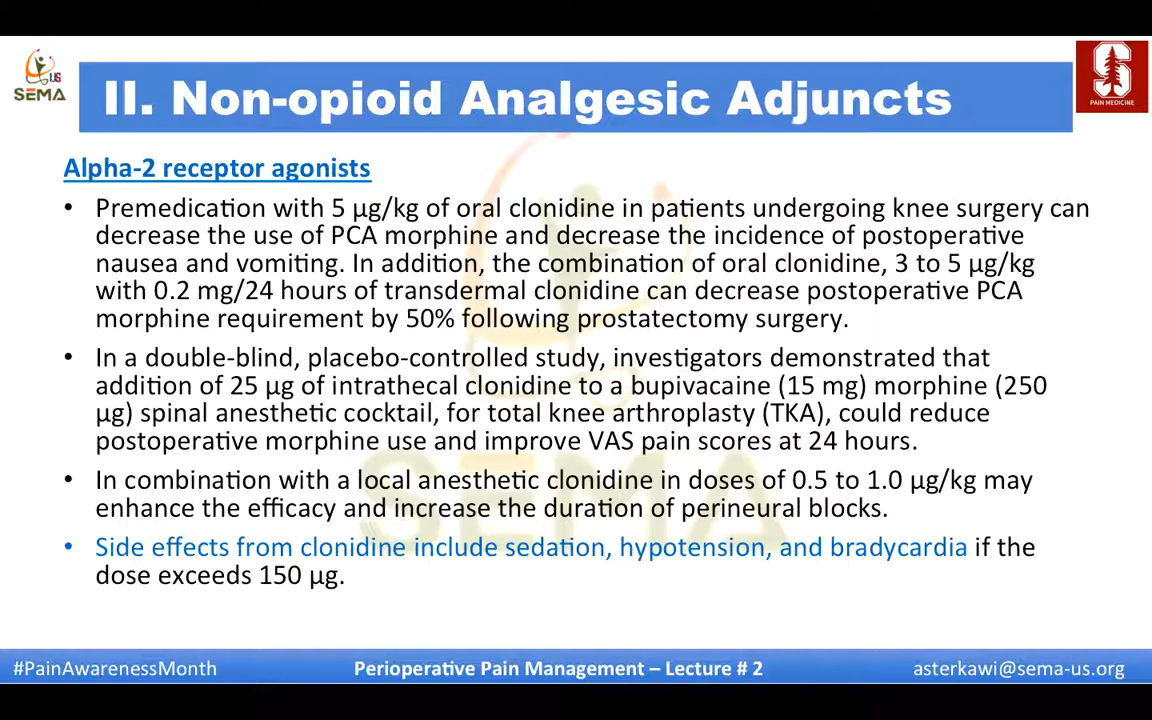 US
SEMA
II. Non-opioid Analgesic Adjuncts
S
PAIN MEDICINE
Alpha-2 receptor agonists
• Premedication with 5 µg/kg of oral clonidine in patients undergoing knee surgery can
decrease the use of PCA morphine and decrease the incidence of postoperative
nausea and vomiting. In addition, the combination of oral clonidine, 3 to 5 µg/kg
with 0.2 mg/24 hours of transdermal clonidine can decrease postoperative PCA
morphine requirement by 50% following prostatectomy surgery.
• In a double-blind, placebo-controlled study, investigators demonstrated that
addition of 25 µg of intrathecal clonidine to a bupivacaine (15 mg) morphine (250
µg) spinal anesthetic cocktail, for total knee arthroplasty (TKA), could reduce
postoperative morphine use and improve VAS pain scores at 24 hours.
• In combination with a local anesthetic clonidine in doses of 0.5 to 1.0 µg/kg may
enhance the efficacy and increase the duration of perineural blocks.
• Side effects from clonidine include sedation, hypotension, and bradycardia if the
dose exceeds 150 µg.
SEMA
#PainAwarenessMonth
Perioperative Pain Management – Lecture # 2
asterkawi@sema-us.org